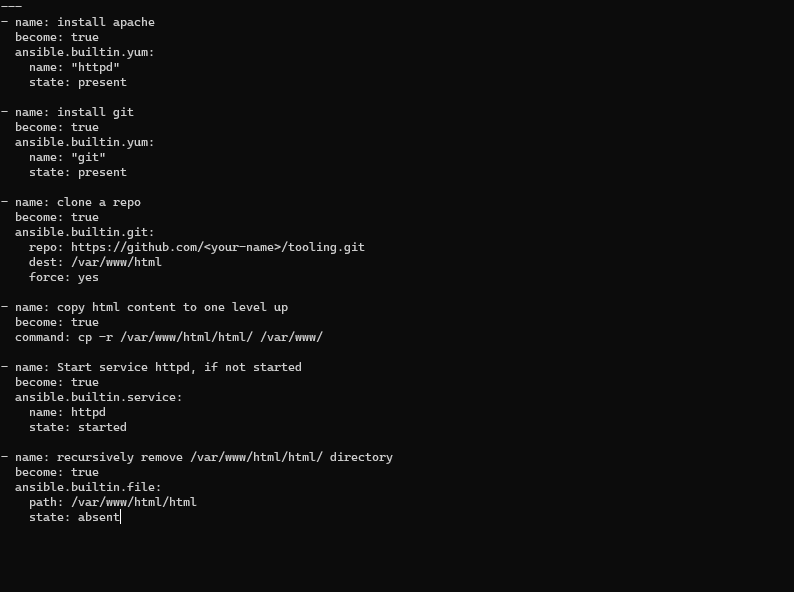 ---
- name: install apache
  become: true
  ansible.builtin.yum:
    name: "httpd"
    state: present

- name: install git
  become: true
  ansible.builtin.yum:
    name: "git"
    state: present

- name: clone a repo
  become: true
  ansible.builtin.git:
    repo: https://github.com/<your-name>/tooling.git
    dest: /var/www/html
    force: yes

- name: copy html content to one level up
  become: true
  command: cp -r /var/www/html/html/ /var/www/

- name: Start service httpd, if not started
  become: true
  ansible.builtin.service:
    name: httpd
    state: started

- name: recursively remove /var/www/html/html/ directory
  become: true
  ansible.builtin.file:
    path: /var/www/html/html
    state: absent